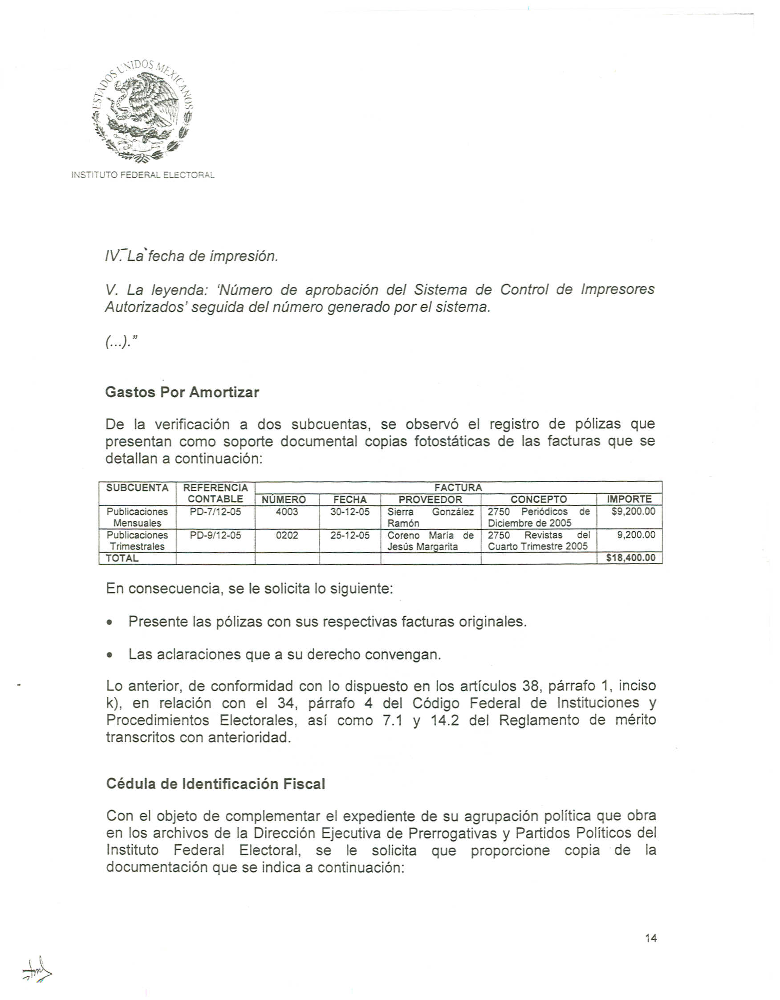 ESTADOS UNIDOS MEXICANOS
INSTITUTO FEDERAL ELECTORAL
IV. La fecha de impresión.
V. La leyenda: ‘Número de aprobación del Sistema de Control de Impresores
Autorizados’ seguida del número generado por el sistema.
(...).”
Gastos Por Amortizar
De la verificación a dos subcuentas, se observó el registro de pólizas que
presentan como soporte documental copias fotostáticas de las facturas que se
detallan a continuación:
SUBCUENTA REFERENCIA FACTURA
CONTABLE NÚMERO FECHA PROVEEDOR CONCEPTO IMPORTE
Publicaciones PD-7/12-05 4003 30-12-05 Sierra González 2750 Periódicos de $9,200.00
Mensuales Ramón Diciembre de 2005
Publicaciones PD-9/12-05 0202 25-12-05 Coreno María de 2750 Revistas del 9,200.00
Trimestrales Jesús Margarita Cuarto Trimestre 2005
TOTAL $18,400.00
En consecuencia, se le solicita lo siguiente:
• Presente las pólizas con sus respectivas facturas originales.
• Las aclaraciones que a su derecho convengan.
Lo anterior, de conformidad con lo dispuesto en los artículos 38, párrafo 1, inciso
k), en relación con el 34, párrafo 4 del Código Federal de Instituciones y
Procedimientos Electorales, así como 7.1 y 14.2 del Reglamento de mérito
transcritos con anterioridad.
Cédula de Identificación Fiscal
Con el objeto de complementar el expediente de su agrupación política que obra
en los archivos de la Dirección Ejecutiva de Prerrogativas y Partidos Políticos del
Instituto Federal Electoral, se le solicita que proporcione copia de la
documentación que se indica a continuación:
14